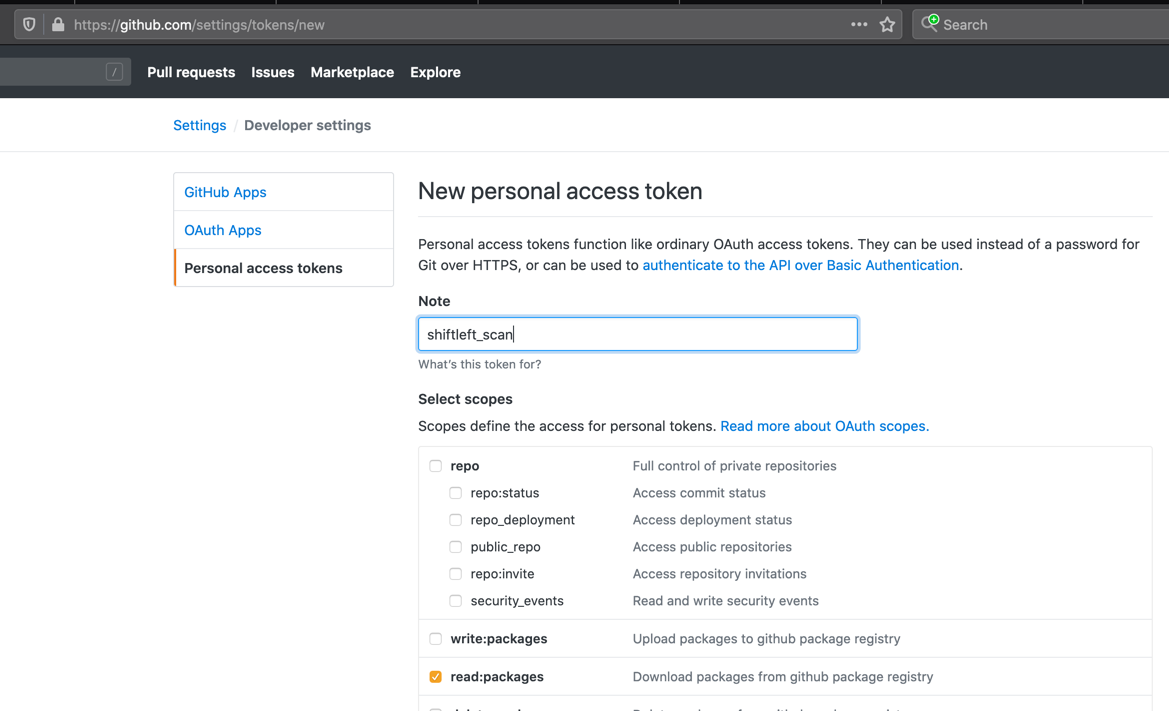 https://github.com/settings/tokens/new
Search
/
Pull requests Issues Marketplace Explore
Settings / Developer settings
GitHub Apps
OAuth Apps
Personal access tokens
New personal access token
Personal access tokens function like ordinary OAuth access tokens. They can be used instead of a password for
Git over HTTPS, or can be used to authenticate to the API over Basic Authentication.
Note
shiftleft_scan
What's this token for?
Select scopes
Scopes define the access for personal tokens. Read more about OAuth scopes.
repo Full control of private repositories
repo:status Access commit status
repo_deployment Access deployment status
public_repo Access public repositories
repo:invite Access repository invitations
security_events Read and write security events
write:packages Upload packages to github package registry
read:packages Download packages from github package registry